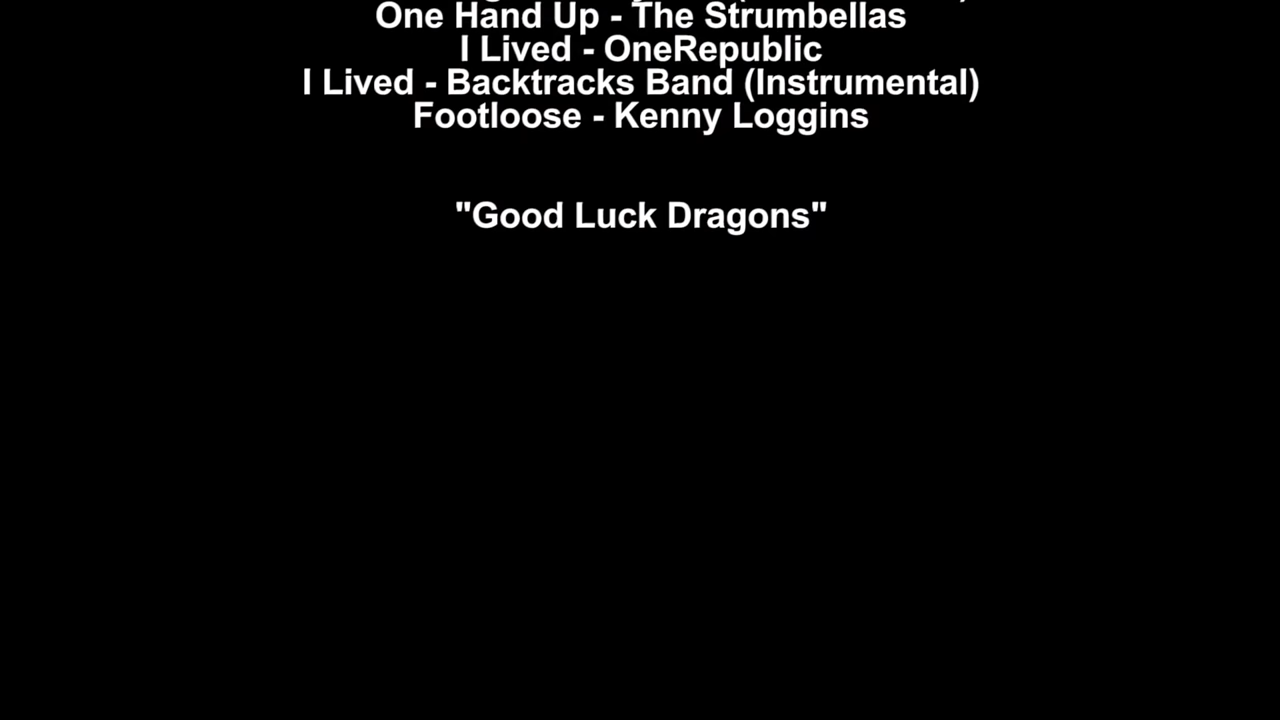 One Hand Up - The Strumbellas
I Lived - OneRepublic
I Lived - Backtracks Band (Instrumental)
Footloose - Kenny Loggins
"Good Luck Dragons"